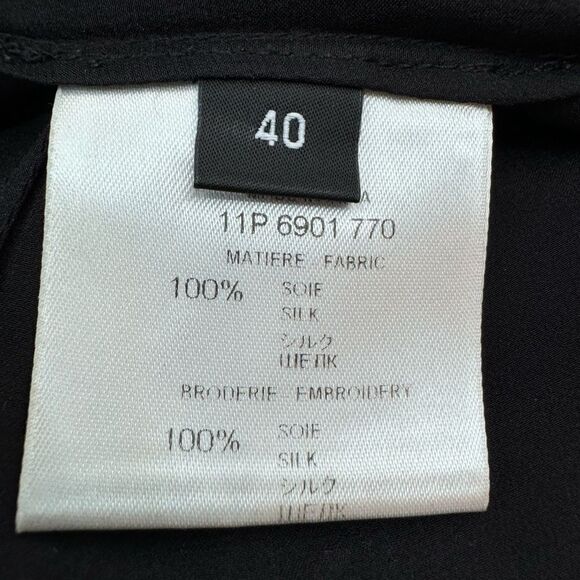 40
11P 6901 770
MATIERE - FABRIC
100% SOIE
SILK
シルク
ШЕЛК
BRODERIE - EMBROIDERY
100% SOIE
SILK
シルク
ШЕЛК